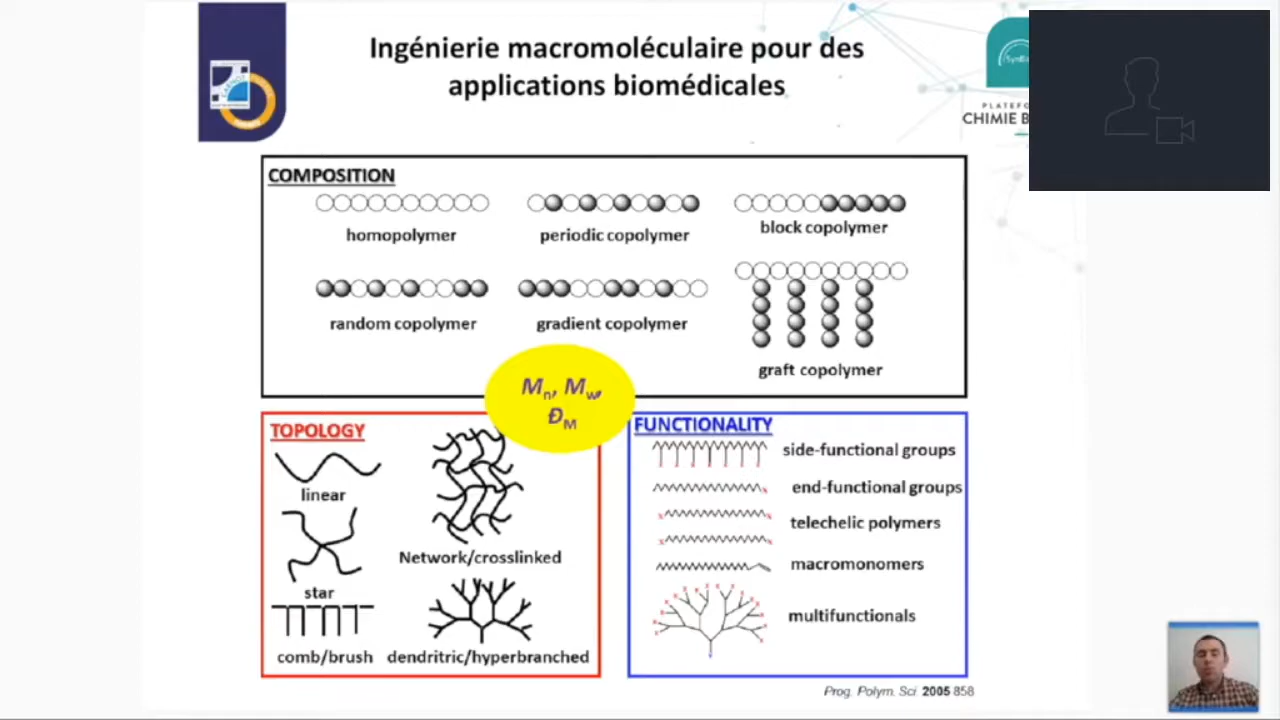 Ingénierie macromoléculaire pour des
applications biomédicales
PLATEFO
CHIMIE B
COMPOSITION
homopolymer
periodic copolymer
block copolymer
random copolymer
gradient copolymer
graft copolymer
Mn, Mw,
ĐM
TOPOLOGY
linear
star
comb/brush
Network/crosslinked
dendritric/hyperbranched
FUNCTIONALITY
side-functional groups
end-functional groups
telechelic polymers
macromonomers
multifunctionals
Prog. Polym. Sci. 2005 858